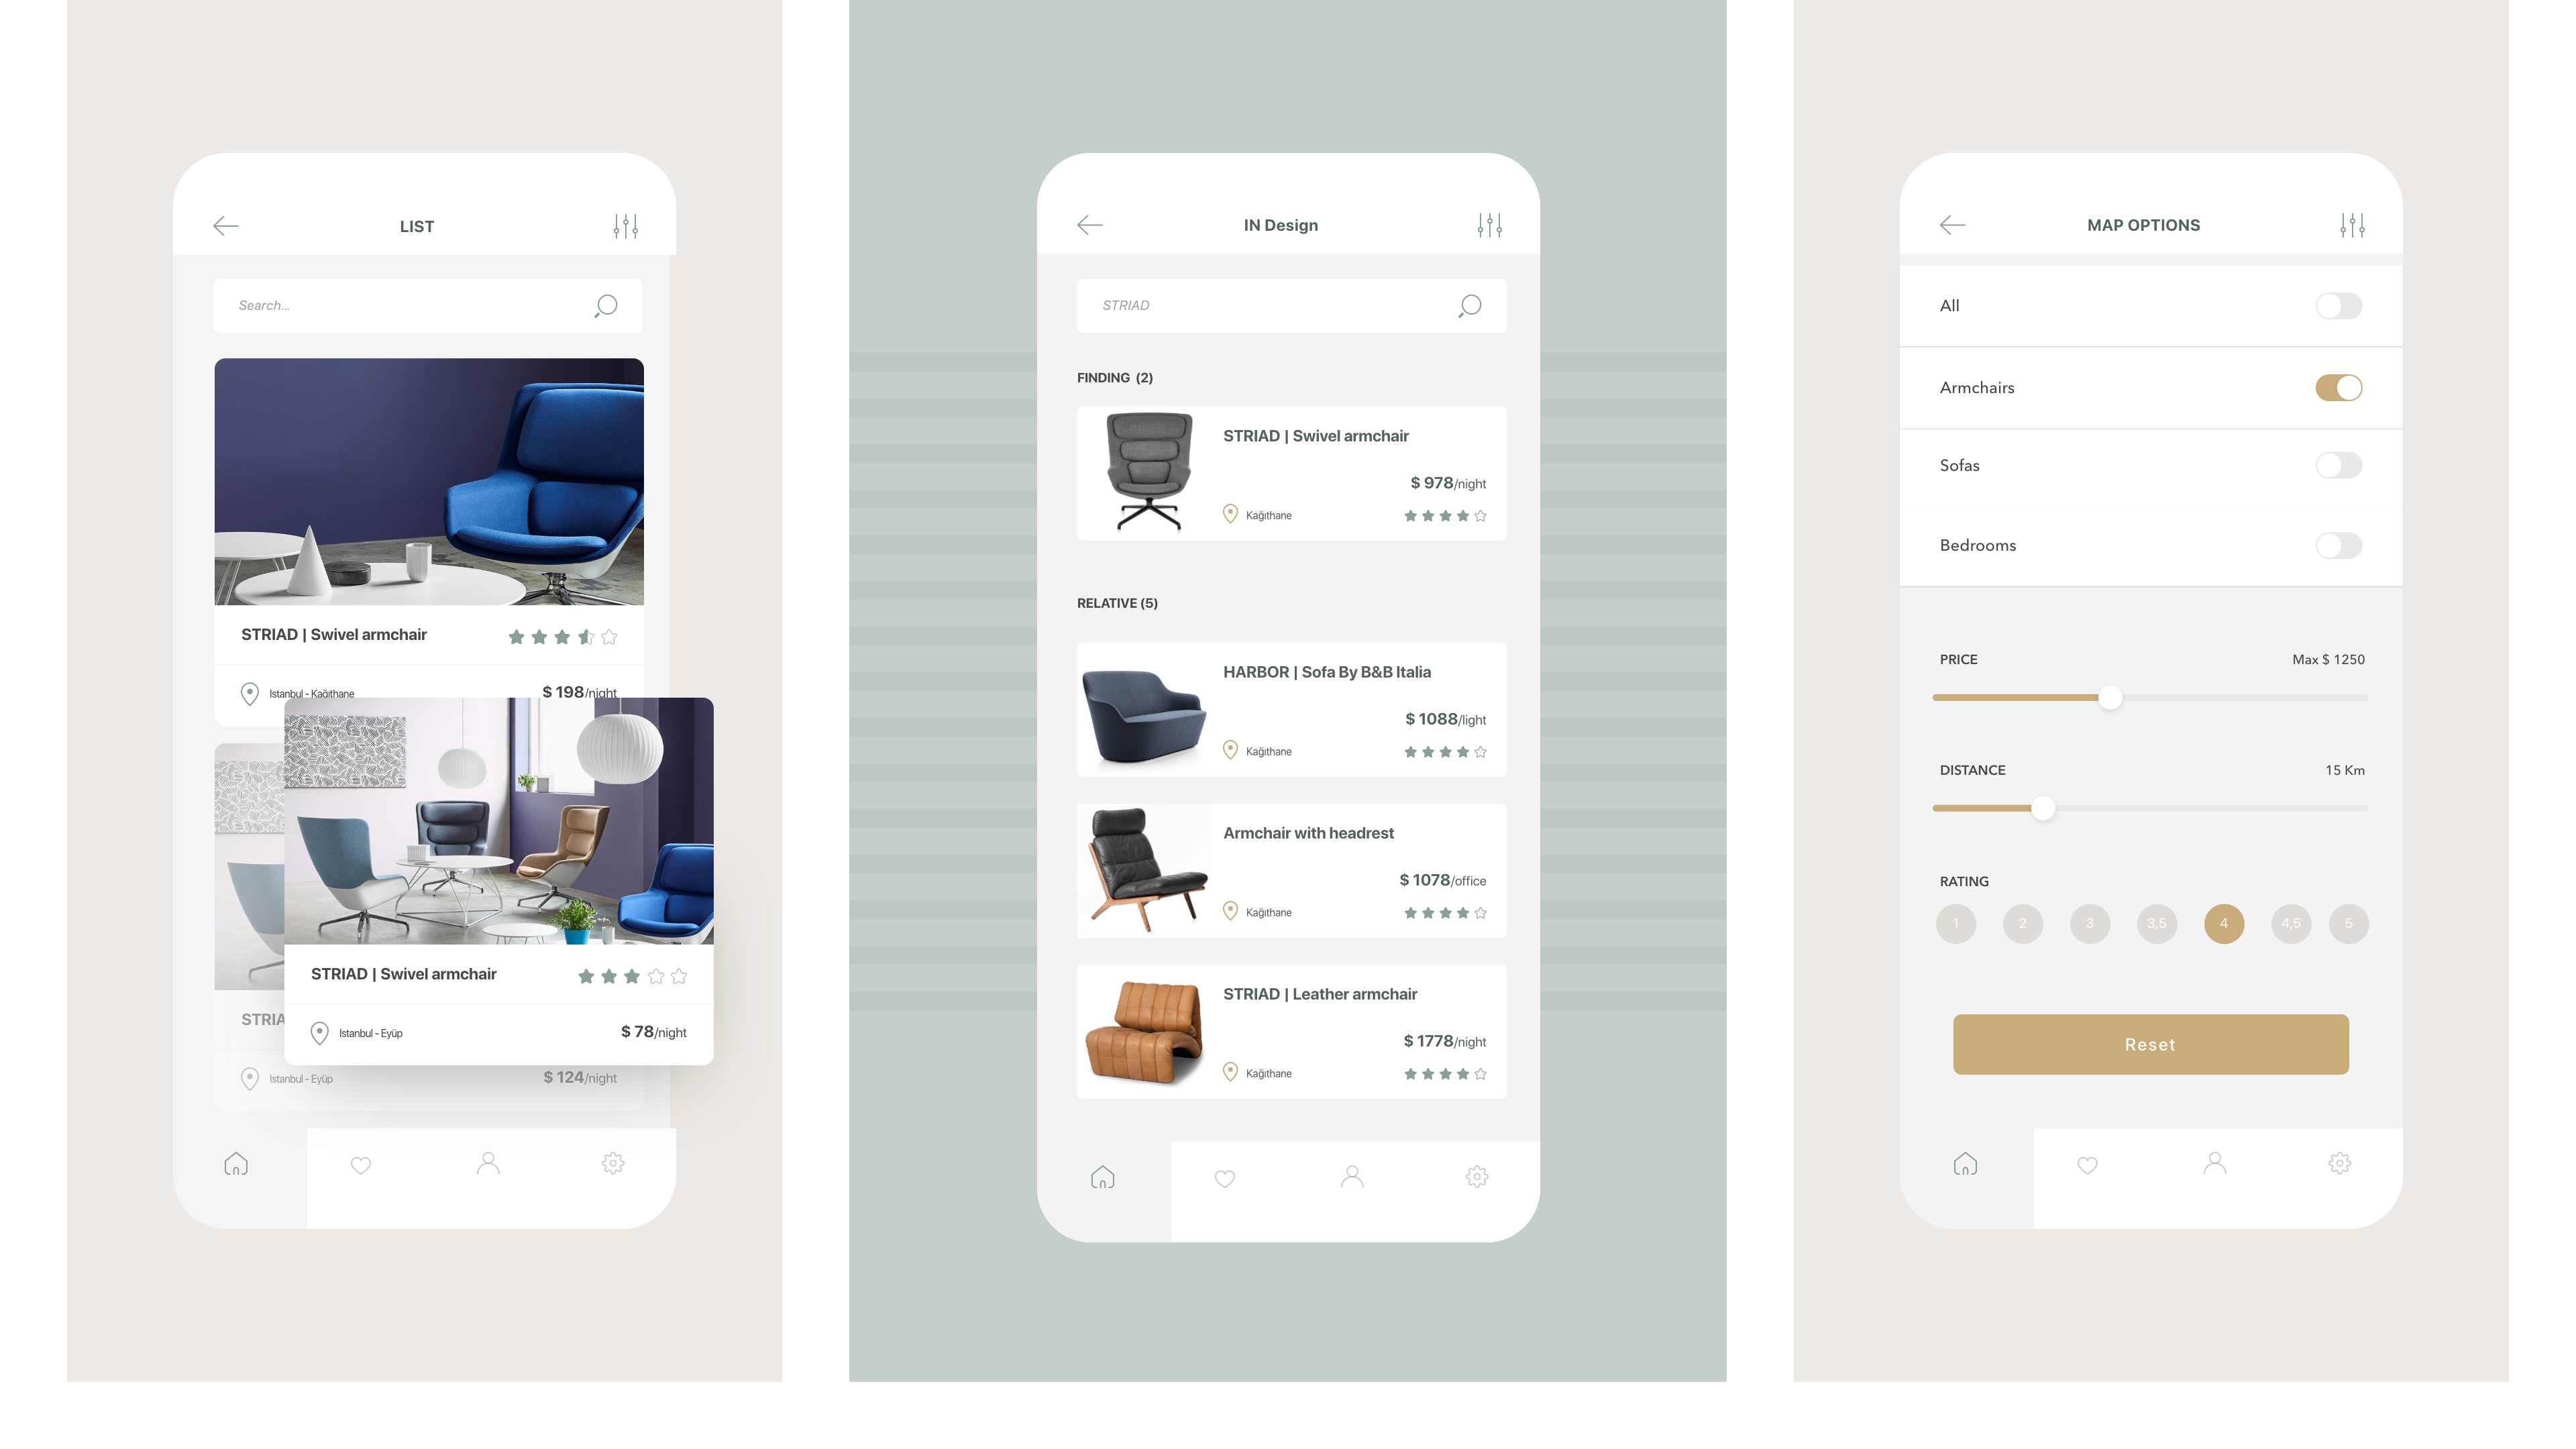 LIST
Search...
STRIAD | Swivel armchair
Istanbul - Kağıthane
$ 198/night
STRIAD | Swivel armchair
Istanbul - Eyüp
$ 78/night
STRIA
Istanbul - Eyüp
$ 124/night
IN Design
STRIAD
FINDING (2)
STRIAD | Swivel armchair
$ 978/night
Kağıthane
RELATIVE (5)
HARBOR | Sofa By B&B Italia
$ 1088/light
Kağıthane
Armchair with headrest
$ 1078/office
Kağıthane
STRIAD | Leather armchair
$ 1778/night
Kağıthane
MAP OPTIONS
All
Armchairs
Sofas
Bedrooms
PRICE
Max $ 1250
DISTANCE
15 Km
RATING
1 2 3 3,5 4 4,5 5
Reset